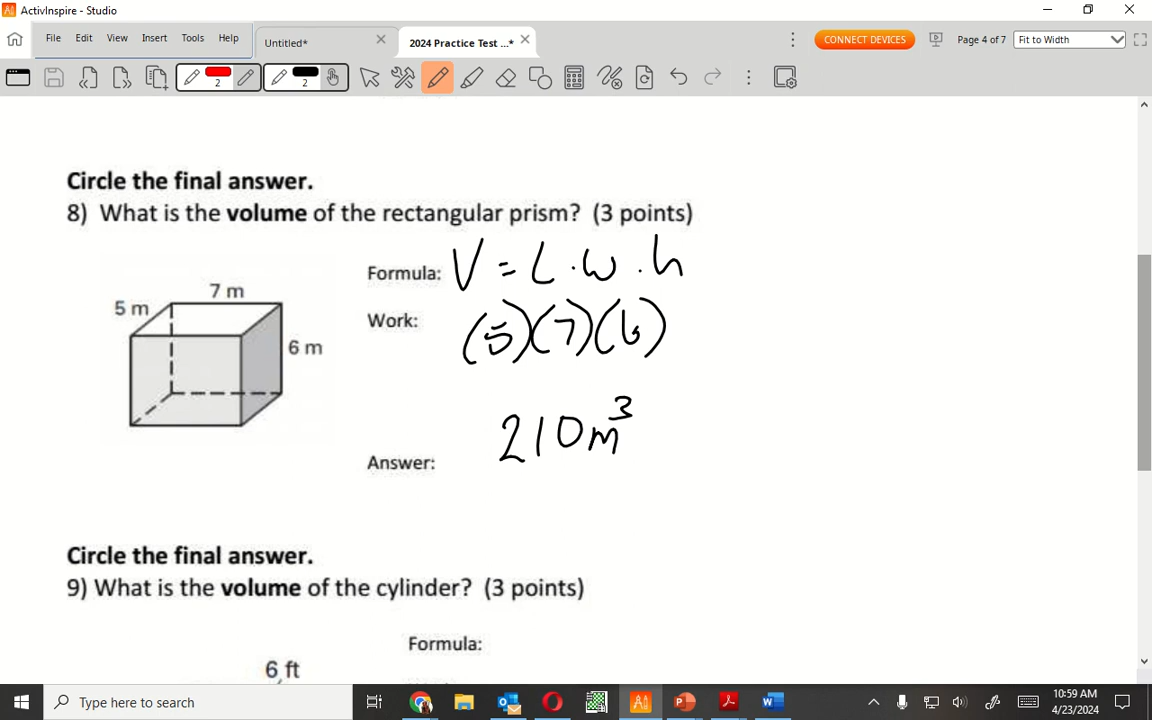 ActivInspire - Studio
File Edit View Insert Tools Help
Untitled*
2024 Practice Test ...*
CONNECT DEVICES
Page 4 of 7
Fit to Width
2
2
Circle the final answer.
8) What is the volume of the rectangular prism? (3 points)
Formula: V = L . w . h
7 m
5 m
Work: (5)(7)(6)
6 m
210m³
Answer:
Circle the final answer.
9) What is the volume of the cylinder? (3 points)
Formula:
6 ft
Type here to search
10:59 AM
4/23/2024